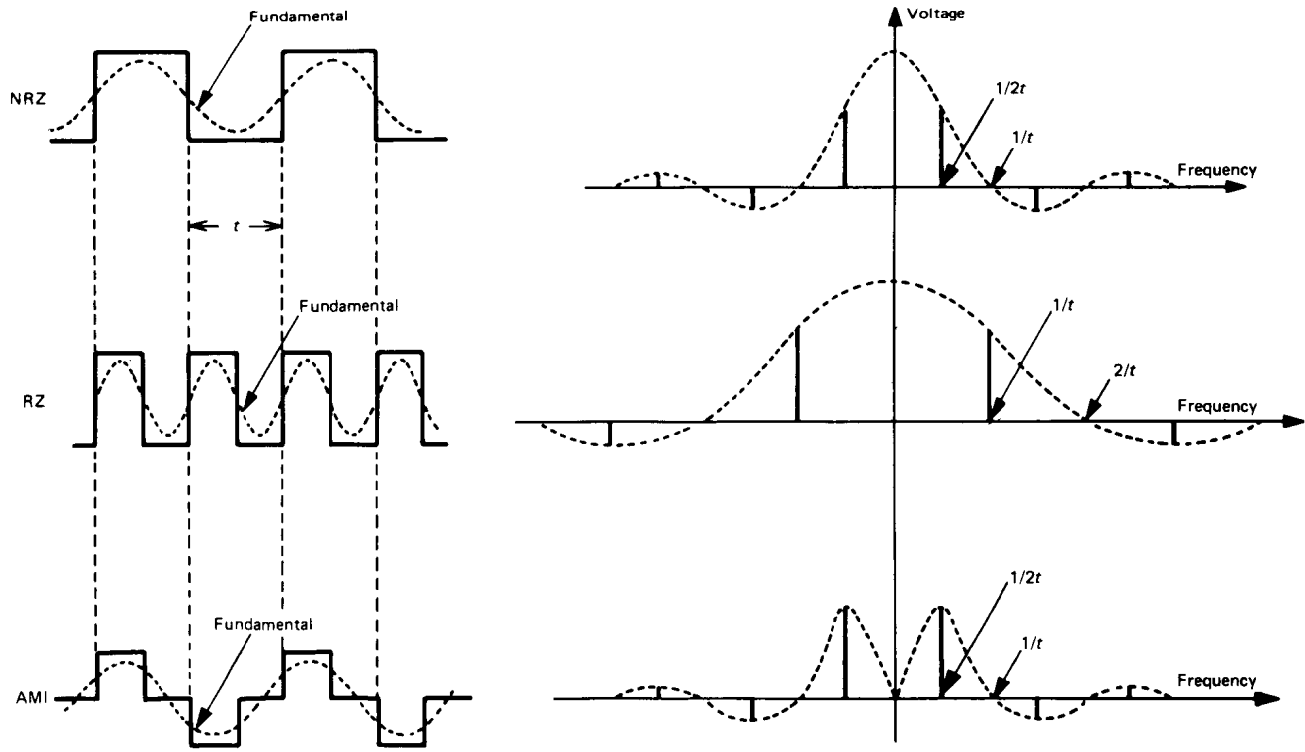 Fundamental
NRZ
t
Voltage
1/2t
1/t
Frequency
Fundamental
RZ
1/t
2/t
Frequency
Fundamental
AMI
1/2t
1/t
Frequency